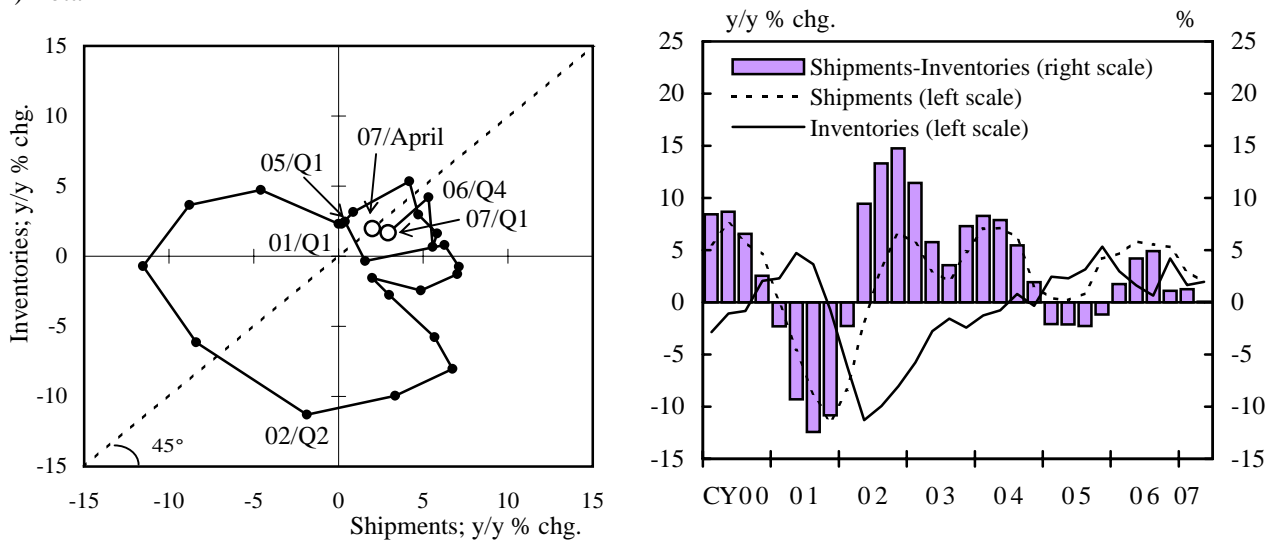 y/y % chg.
%
15
10
5
0
-5
-10
-15
Inventories; y/y % chg.
07/April
05/Q1
06/Q4
07/Q1
01/Q1
02/Q2
45°
-15
-10
-5
0
5
10
15
Shipments; y/y % chg.
25
20
15
10
5
0
-5
-10
-15
Shipments-Inventories (right scale)
Shipments (left scale)
Inventories (left scale)
25
20
15
10
5
0
-5
-10
-15
CY00 01 02 03 04 05 06 07